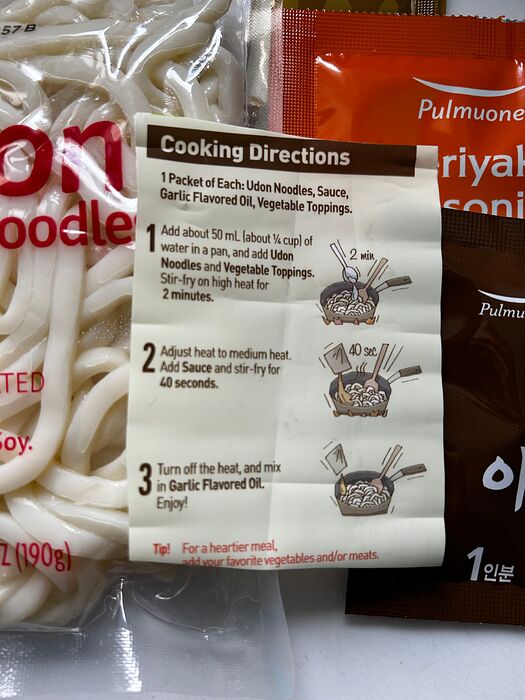 57 B
on
oodles
ATED
Soy.
Z (190g)
Cooking Directions
1 Packet of Each: Udon Noodles, Sauce,
Garlic Flavored Oil, Vegetable Toppings.
1 Add about 50 mL (about ¼ cup) of
water in a pan, and add Udon
Noodles and Vegetable Toppings.
Stir-fry on high heat for
2 minutes.
2 min
2 Adjust heat to medium heat.
Add Sauce and stir-fry for
40 seconds.
40 sec
3 Turn off the heat, and mix
in Garlic Flavored Oil.
Enjoy!
Tip! For a heartier meal,
add your favorite vegetables and/or meats.
Pulmuone
riyak
soni
Pulmu
1인분